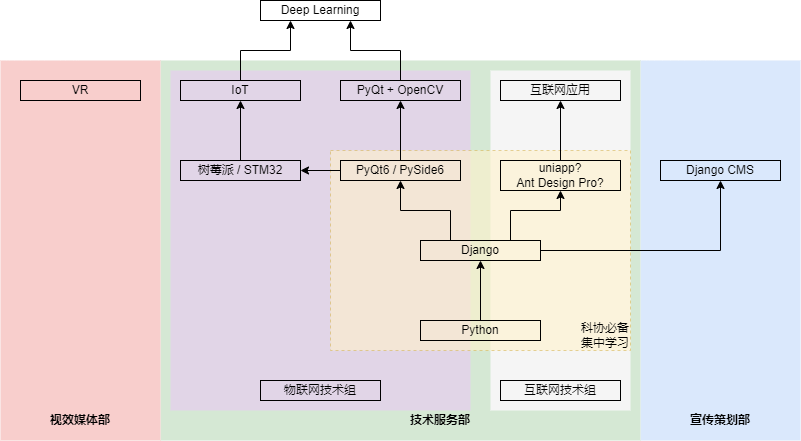 Deep Learning
VR
IoT
PyQt + OpenCV
互联网应用
树莓派 / STM32
PyQt6 / PySide6
uniapp?
Ant Design Pro?
Django CMS
Django
Python
科协必备
集中学习
物联网技术组
互联网技术组
视效媒体部
技术服务部
宣传策划部